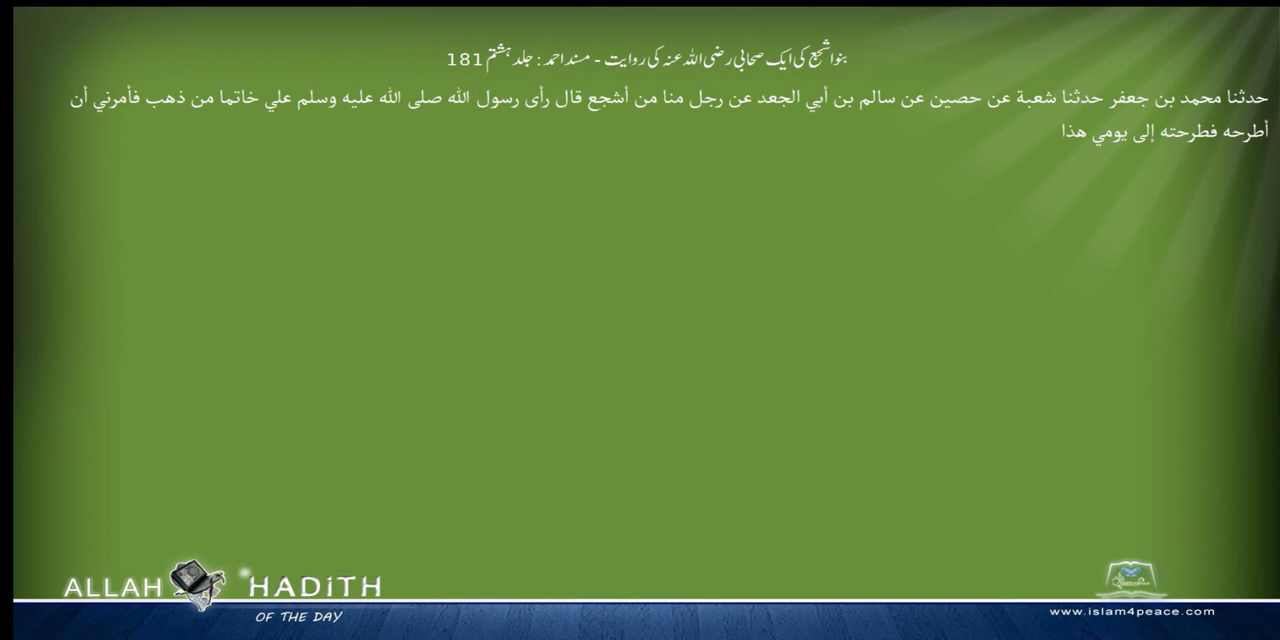 بنواشجع کی ایک صحابی رضی اللہ عنہ کی روایت - مسند احمد : جلد ہشتم 181
حدثنا محمد بن جعفر حدثنا شعبة عن حصين عن سالم بن أبي الجعد عن رجل منا من أشجع قال رأى رسول الله صلى الله عليه وسلم علي خاتما من ذهب فأمرني أن
أطرحه فطرحته إلى يومي هذا
ALLAH HADITH
OF THE DAY
www.islam4peace.com